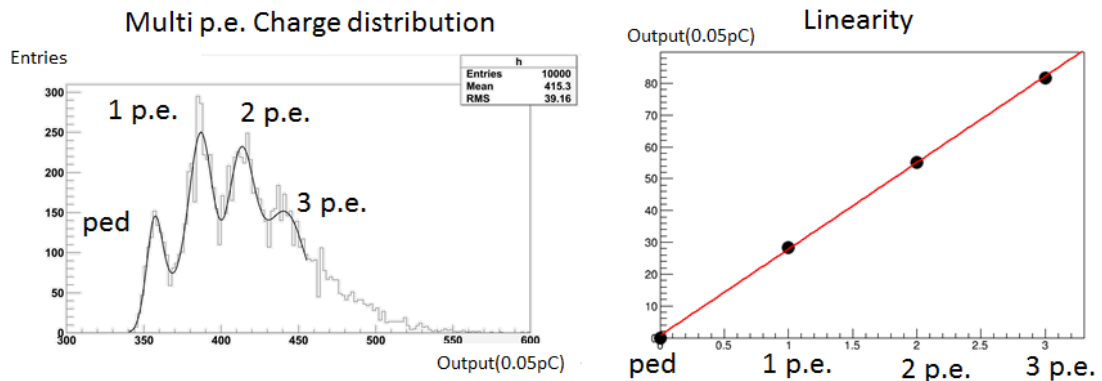 Multi p.e. Charge distribution
Entries
h
Entries 10000
Mean 415.3
RMS 39.16
300
250
200
150
100
50
0
1 p.e.
2 p.e.
3 p.e.
ped
300 350 400 450 500 550 600
Output(0.05pC)
Linearity
Output(0.05pC)
80
70
60
50
40
30
20
10
0
0 0.5 1 1.5 2 2.5 3
ped 1 p.e. 2 p.e. 3 p.e.